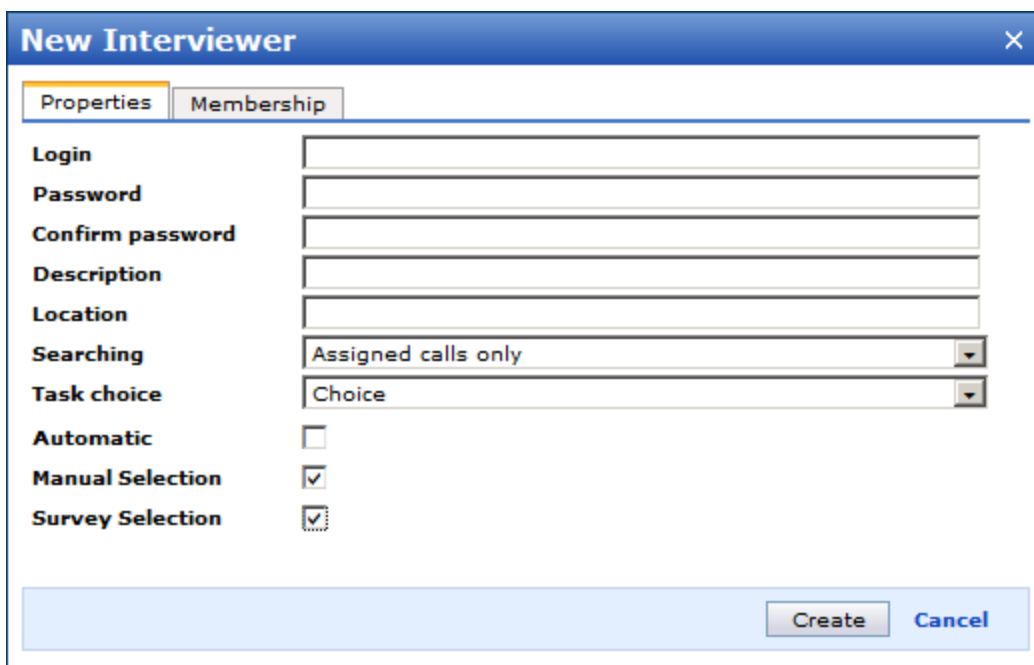 New Interviewer
Properties Membership
Login
Password
Confirm password
Description
Location
Searching Assigned calls only
Task choice Choice
Automatic
Manual Selection
Survey Selection
Create Cancel